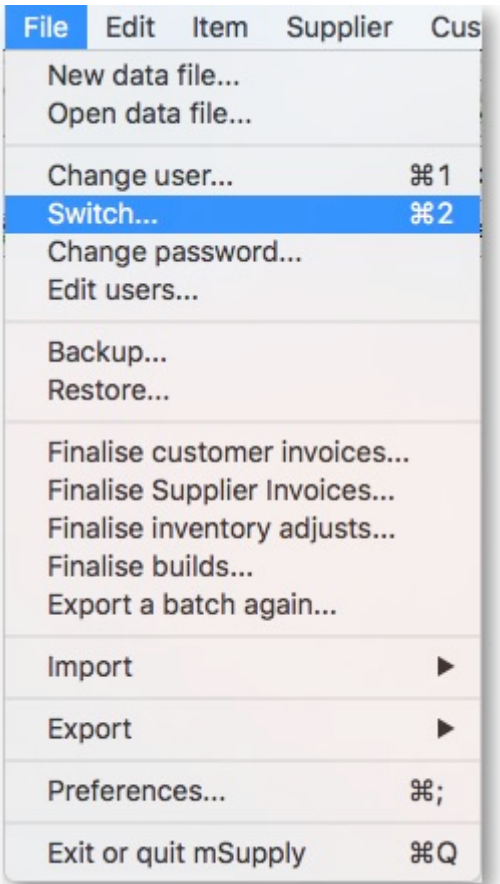 File Edit Item Supplier Cus
New data file...
Open data file...
Change user... ⌘1
Switch... ⌘2
Change password...
Edit users...
Backup...
Restore...
Finalise customer invoices...
Finalise Supplier Invoices...
Finalise inventory adjusts...
Finalise builds...
Export a batch again...
Import ▶
Export ▶
Preferences... ⌘;
Exit or quit mSupply ⌘Q